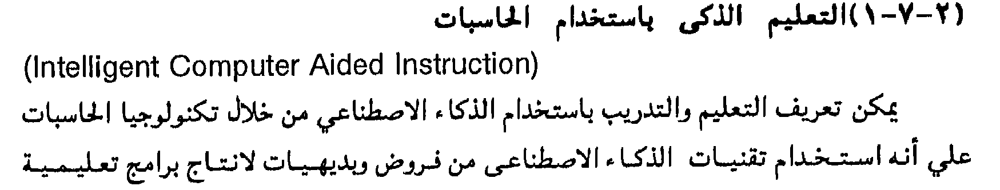 (٢-٧-١)التعليم الذكى باستخدام الحاسبات
(Intelligent Computer Aided Instruction)
يمكن تعريف التعليم والتدريب باستخدام الذكاء الاصطناعي من خلال تكنولوجيا الحاسبات
علي أنه استخدام تقنيات الذكاء الاصطناعى من فروض وبديهيات لانتاج برامج تعليمية